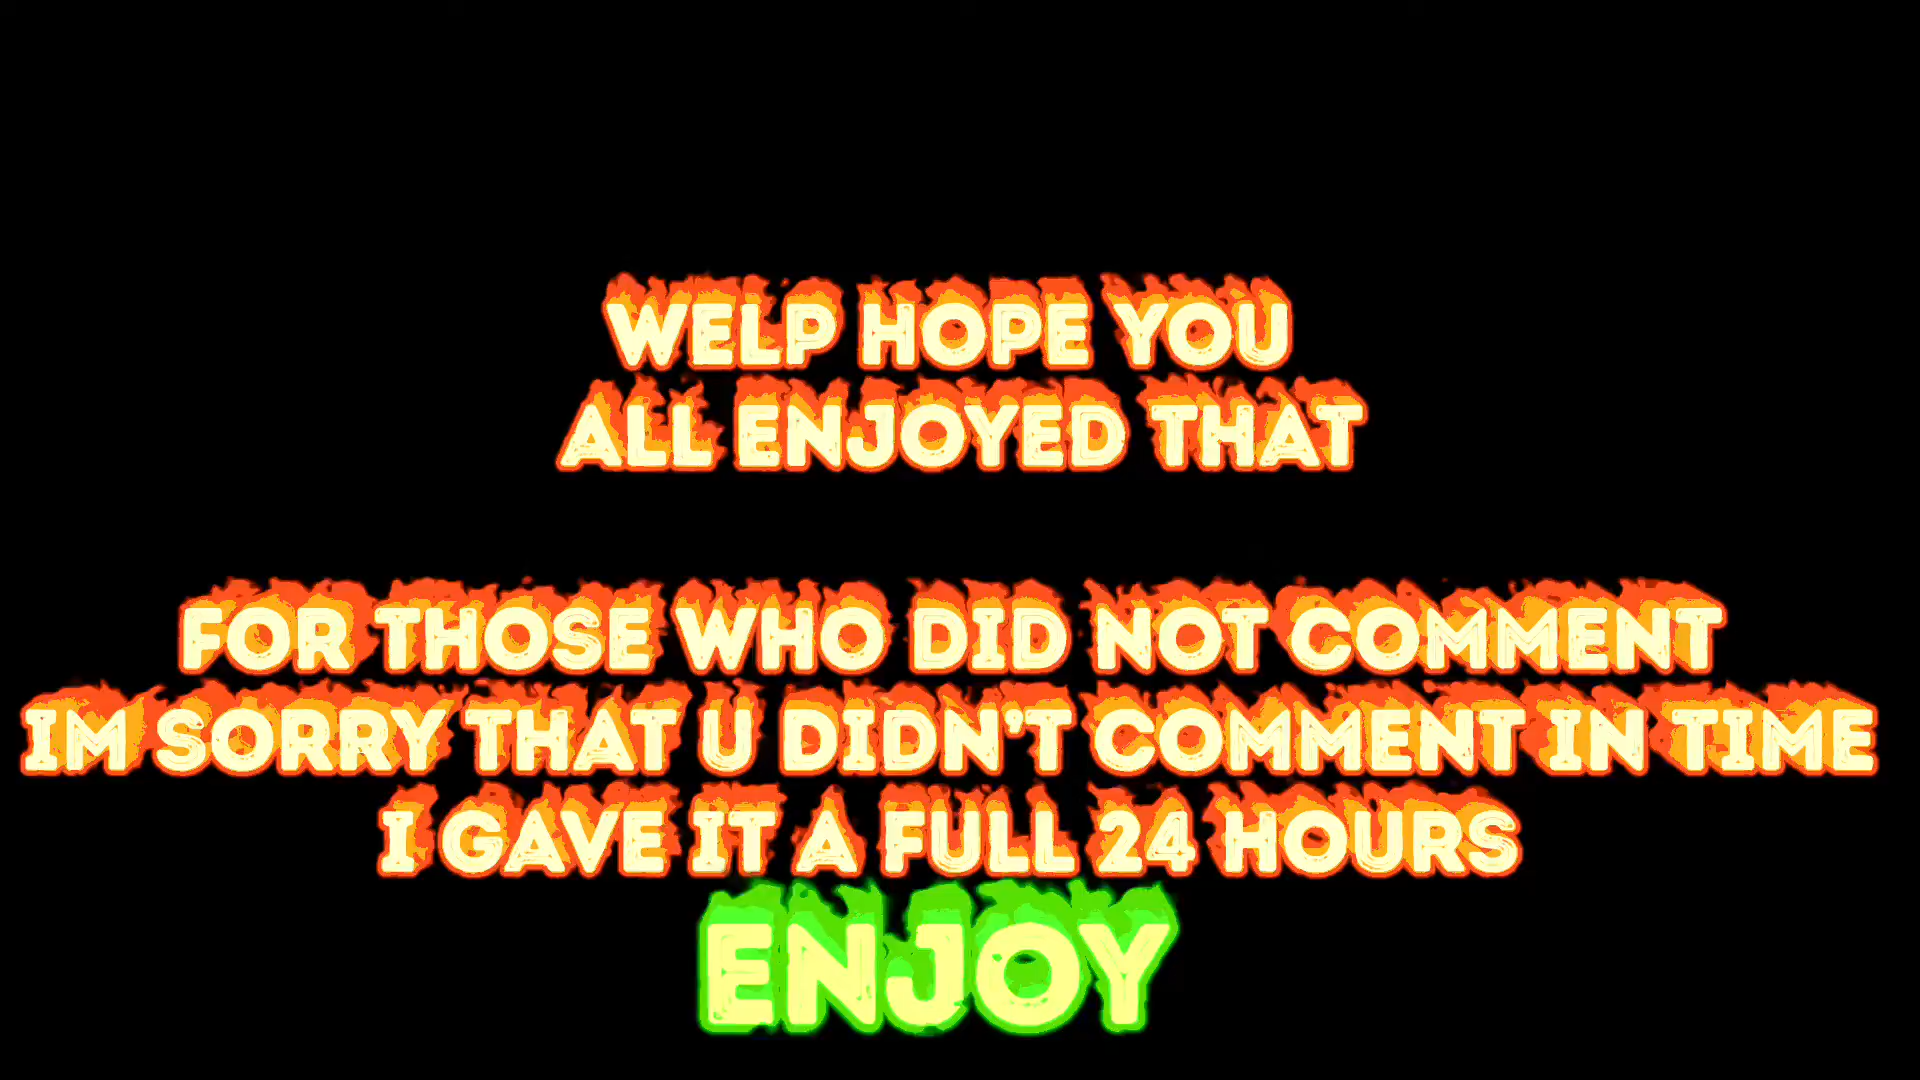 WELP HOPE YOU
ALL ENJOYED THAT
FOR THOSE WHO DID NOT COMMENT
IM SORRY THAT U DIDN'T COMMENT IN TIME
I GAVE IT A FULL 24 HOURS
ENJOY